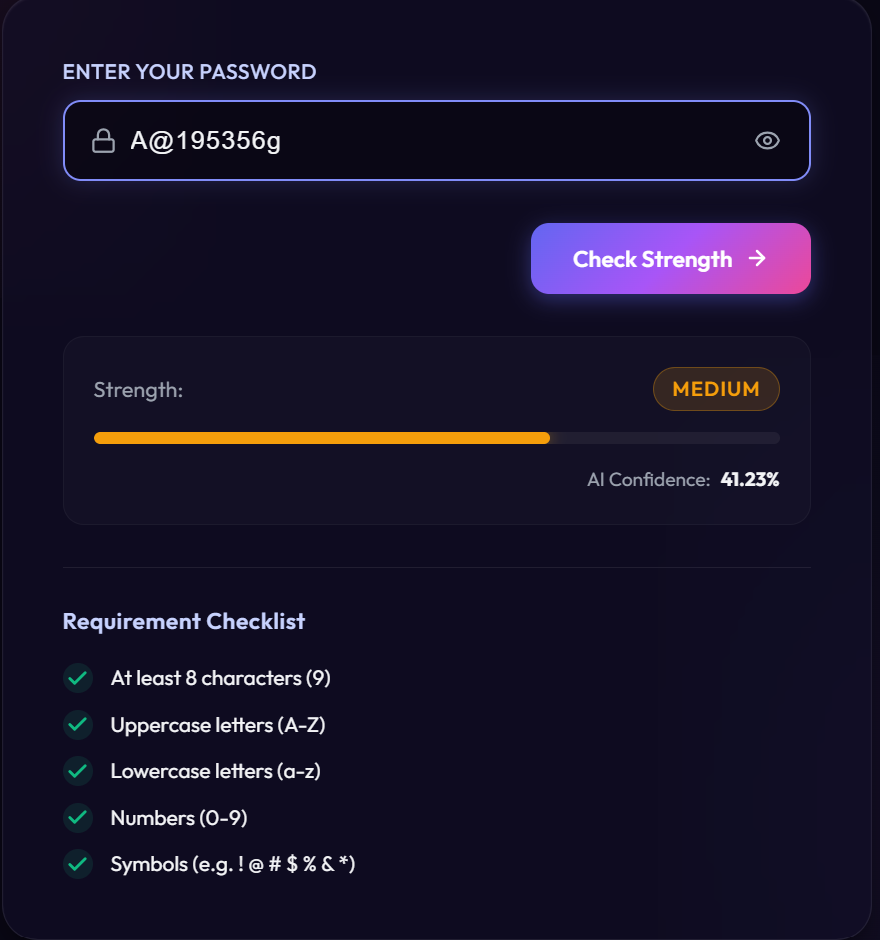 ENTER YOUR PASSWORD
A@195356g
Check Strength →
Strength:
MEDIUM
AI Confidence: 41.23%
Requirement Checklist
At least 8 characters (9)
Uppercase letters (A-Z)
Lowercase letters (a-z)
Numbers (0-9)
Symbols (e.g. ! @ # $ % & *)